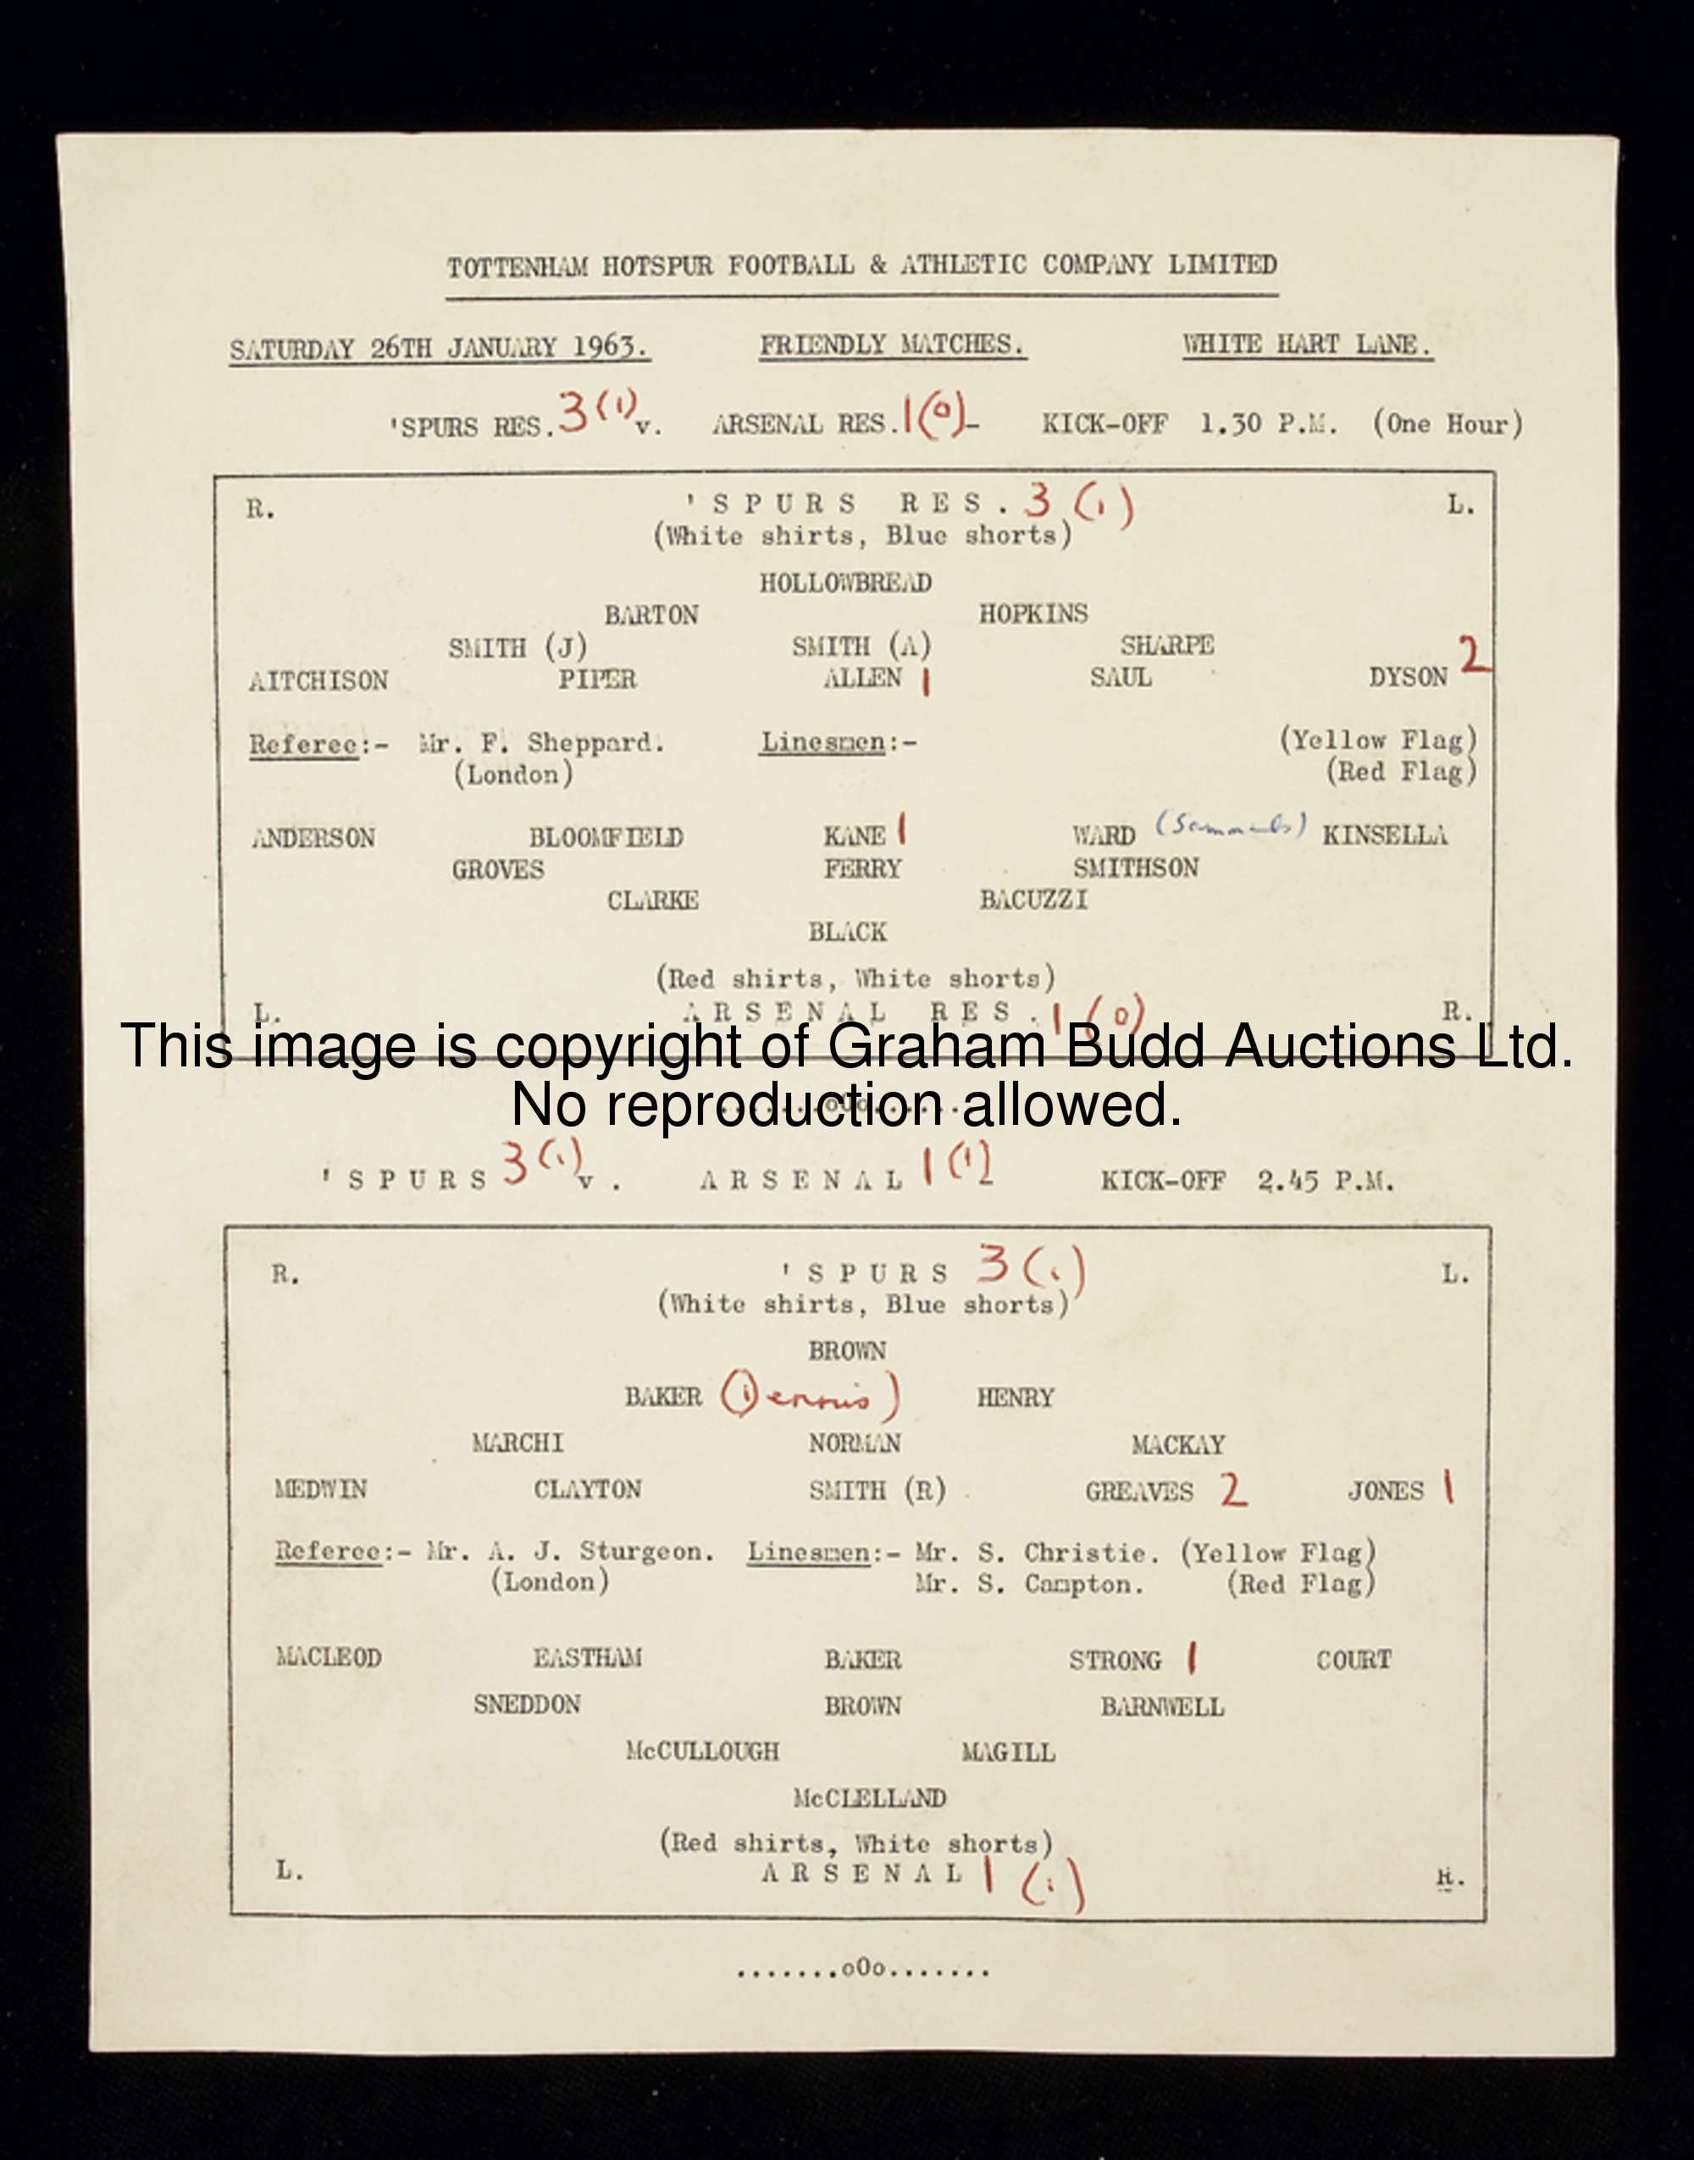 TOTTENHAM HOTSPUR FOOTBALL & ATHLETIC COMPANY LIMITED
SATURDAY 26TH JANUARY 1963. FRIENDLY MATCHES. WHITE HART LANE.
'SPURS RES. 3 (1) v. ARSENAL RES. 1 (0) - KICK-OFF 1.30 P.M. (One Hour)
R. 'SPURS RES. 3 (1) L.
(White shirts, Blue shorts)
HOLLOWBREAD
BARTON HOPKINS
SMITH (J) SMITH (A) SHARPE
AITCHISON PIPER ALLEN 1 SAUL DYSON 2
Referee:- Mr. F. Sheppard. Linesmen:- (Yellow Flag)
(London) (Red Flag)
ANDERSON BLOOMFIELD KANE 1 WARD (Sammels) KINSELLA
GROVES FERRY SMITHSON
CLARKE BACUZZI
BLACK
(Red shirts, White shorts)
L. ARSENAL RES. 1 (0) R.
This image is copyright of Graham Budd Auctions Ltd.
No reproduction allowed.
.......oOo.......
'SPURS 3 (1) v. ARSENAL 1 (1) KICK-OFF 2.45 P.M.
R. 'SPURS 3 (1) L.
(White shirts, Blue shorts)
BROWN
BAKER (Dennis) HENRY
MARCHI NORMAN MACKAY
MEDWIN CLAYTON SMITH (R) GREAVES 2 JONES 1
Referee:- Mr. A. J. Sturgeon. Linesmen:- Mr. S. Christie. (Yellow Flag)
(London) Mr. S. Campton. (Red Flag)
MACLEOD EASTHAM BAKER STRONG 1 COURT
SNEDDON BROWN BARNWELL
McCULLOUGH MAGILL
McCLELLAND
(Red shirts, White shorts)
L. ARSENAL 1 (1) R.
.......oOo.......